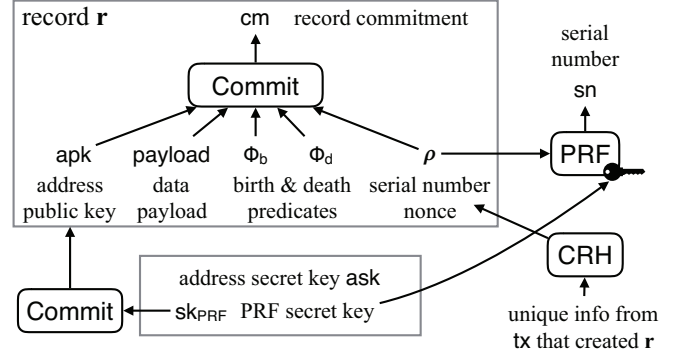 record r
cm record commitment
Commit
serial
number
sn
PRF
apk payload Φb Φd ρ
address data birth & death serial number
public key payload predicates nonce
CRH
address secret key ask
Commit
skPRF PRF secret key
unique info from
tx that created r